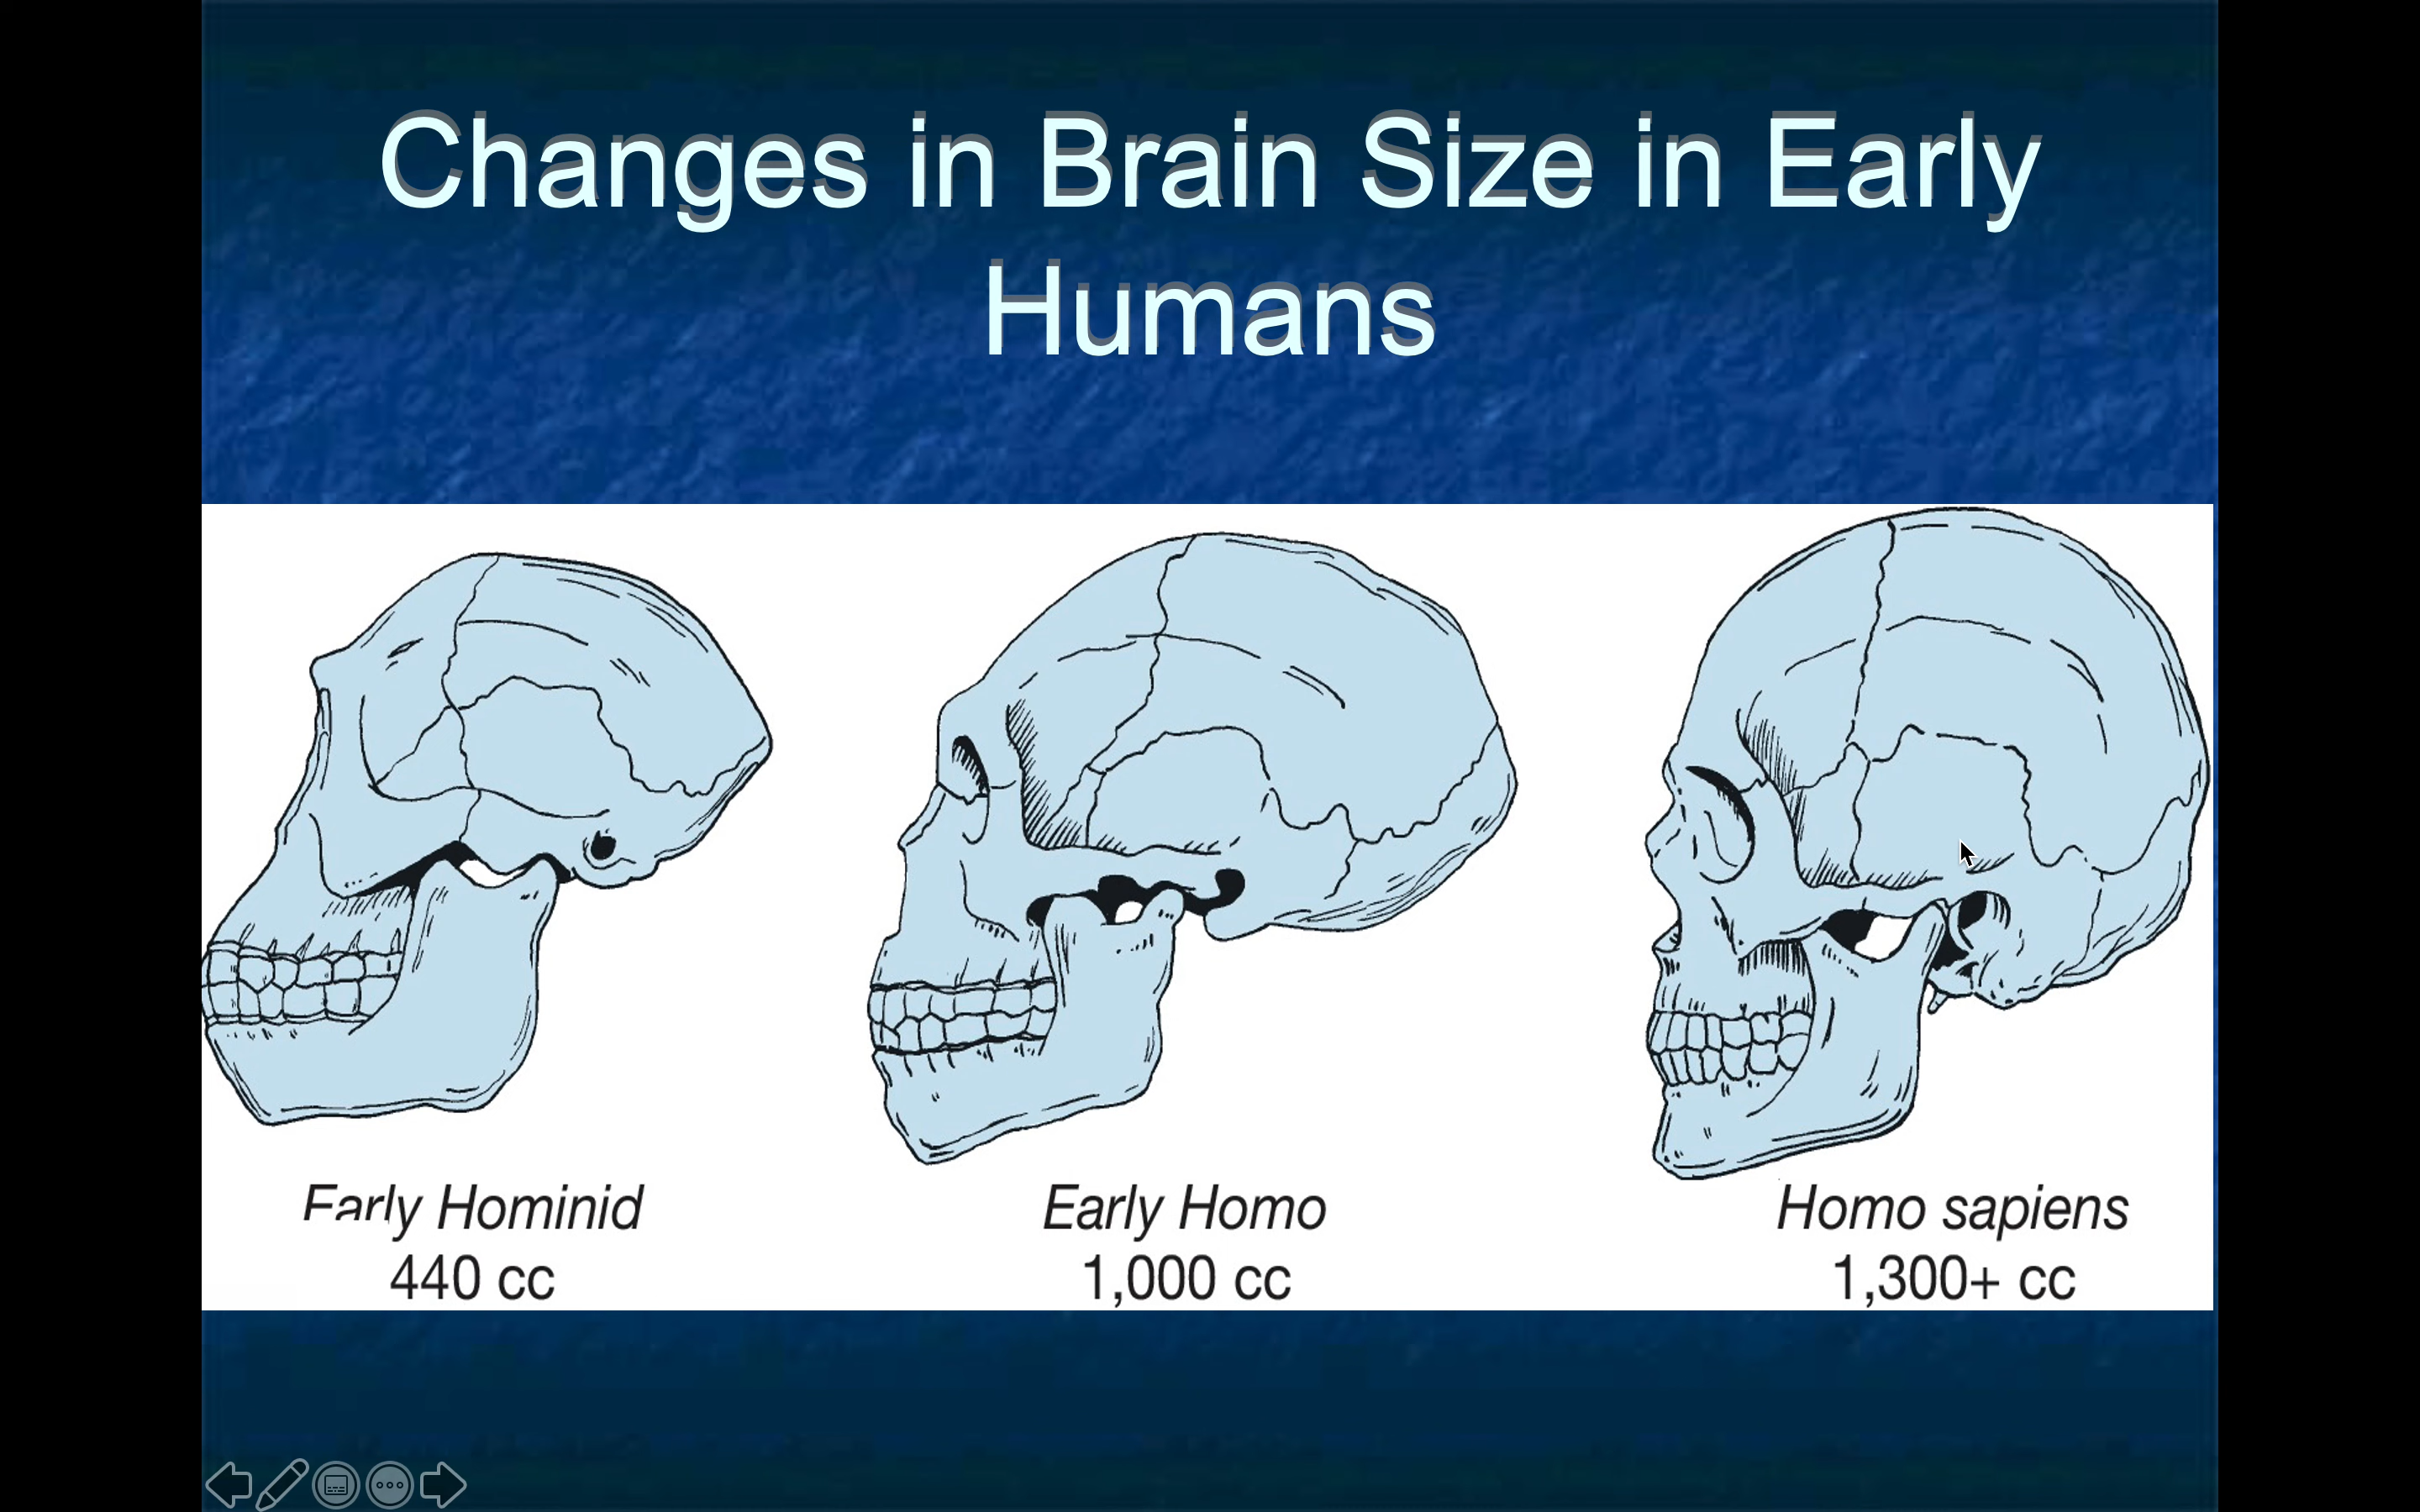 Changes in Brain Size in Early
Humans
Early Hominid
440 cc
Early Homo
1,000 cc
Homo sapiens
1,300+ cc